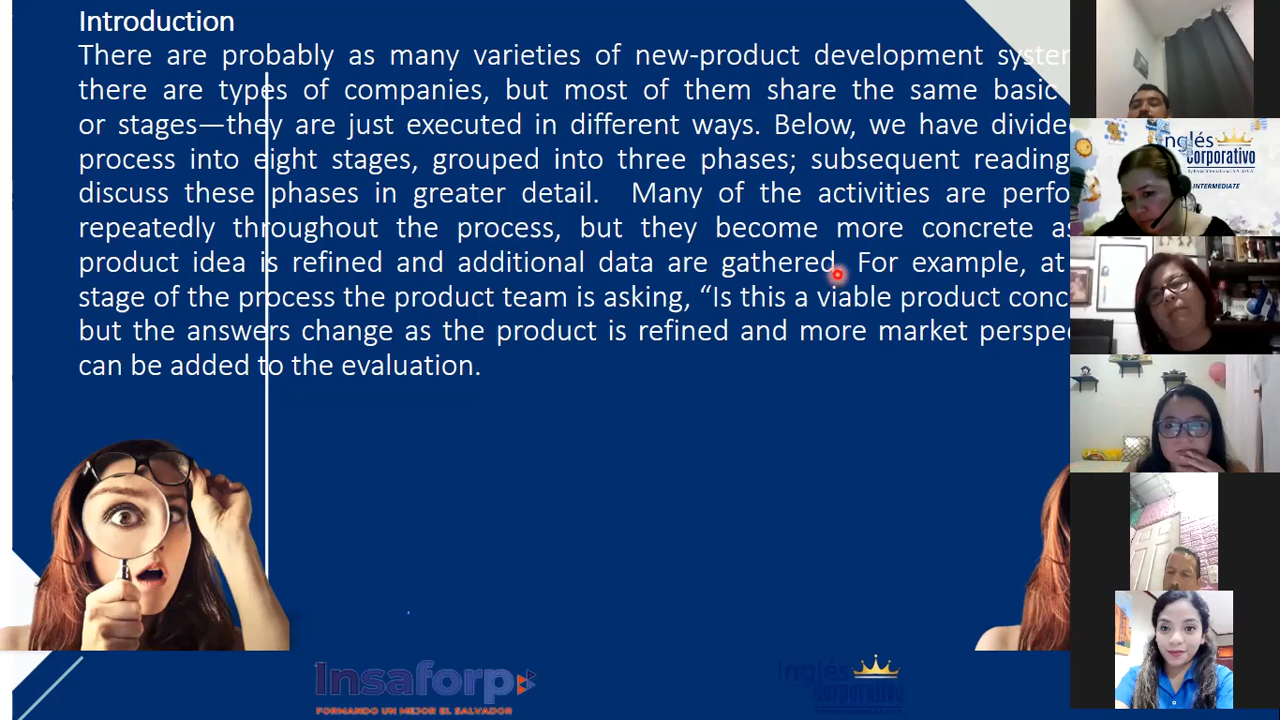 Introduction
There are probably as many varieties of new-product development
there are types of companies, but most of them share the same basic
or stages—they are just executed in different ways. Below, we have
process into eight stages, grouped into three phases; subsequent
discuss these phases in greater detail. Many of the activities are
repeatedly throughout the process, but they become more concrete
product idea is refined and additional data are gathered. For example, at
stage of the process the product team is asking, “Is this a viable product
but the answers change as the product is refined and more market
can be added to the evaluation.
Inglés
Corporativo
INTERMEDIATE
Insaforp
FORMANDO UN MEJOR EL SALVADOR
Inglés
Corporativo